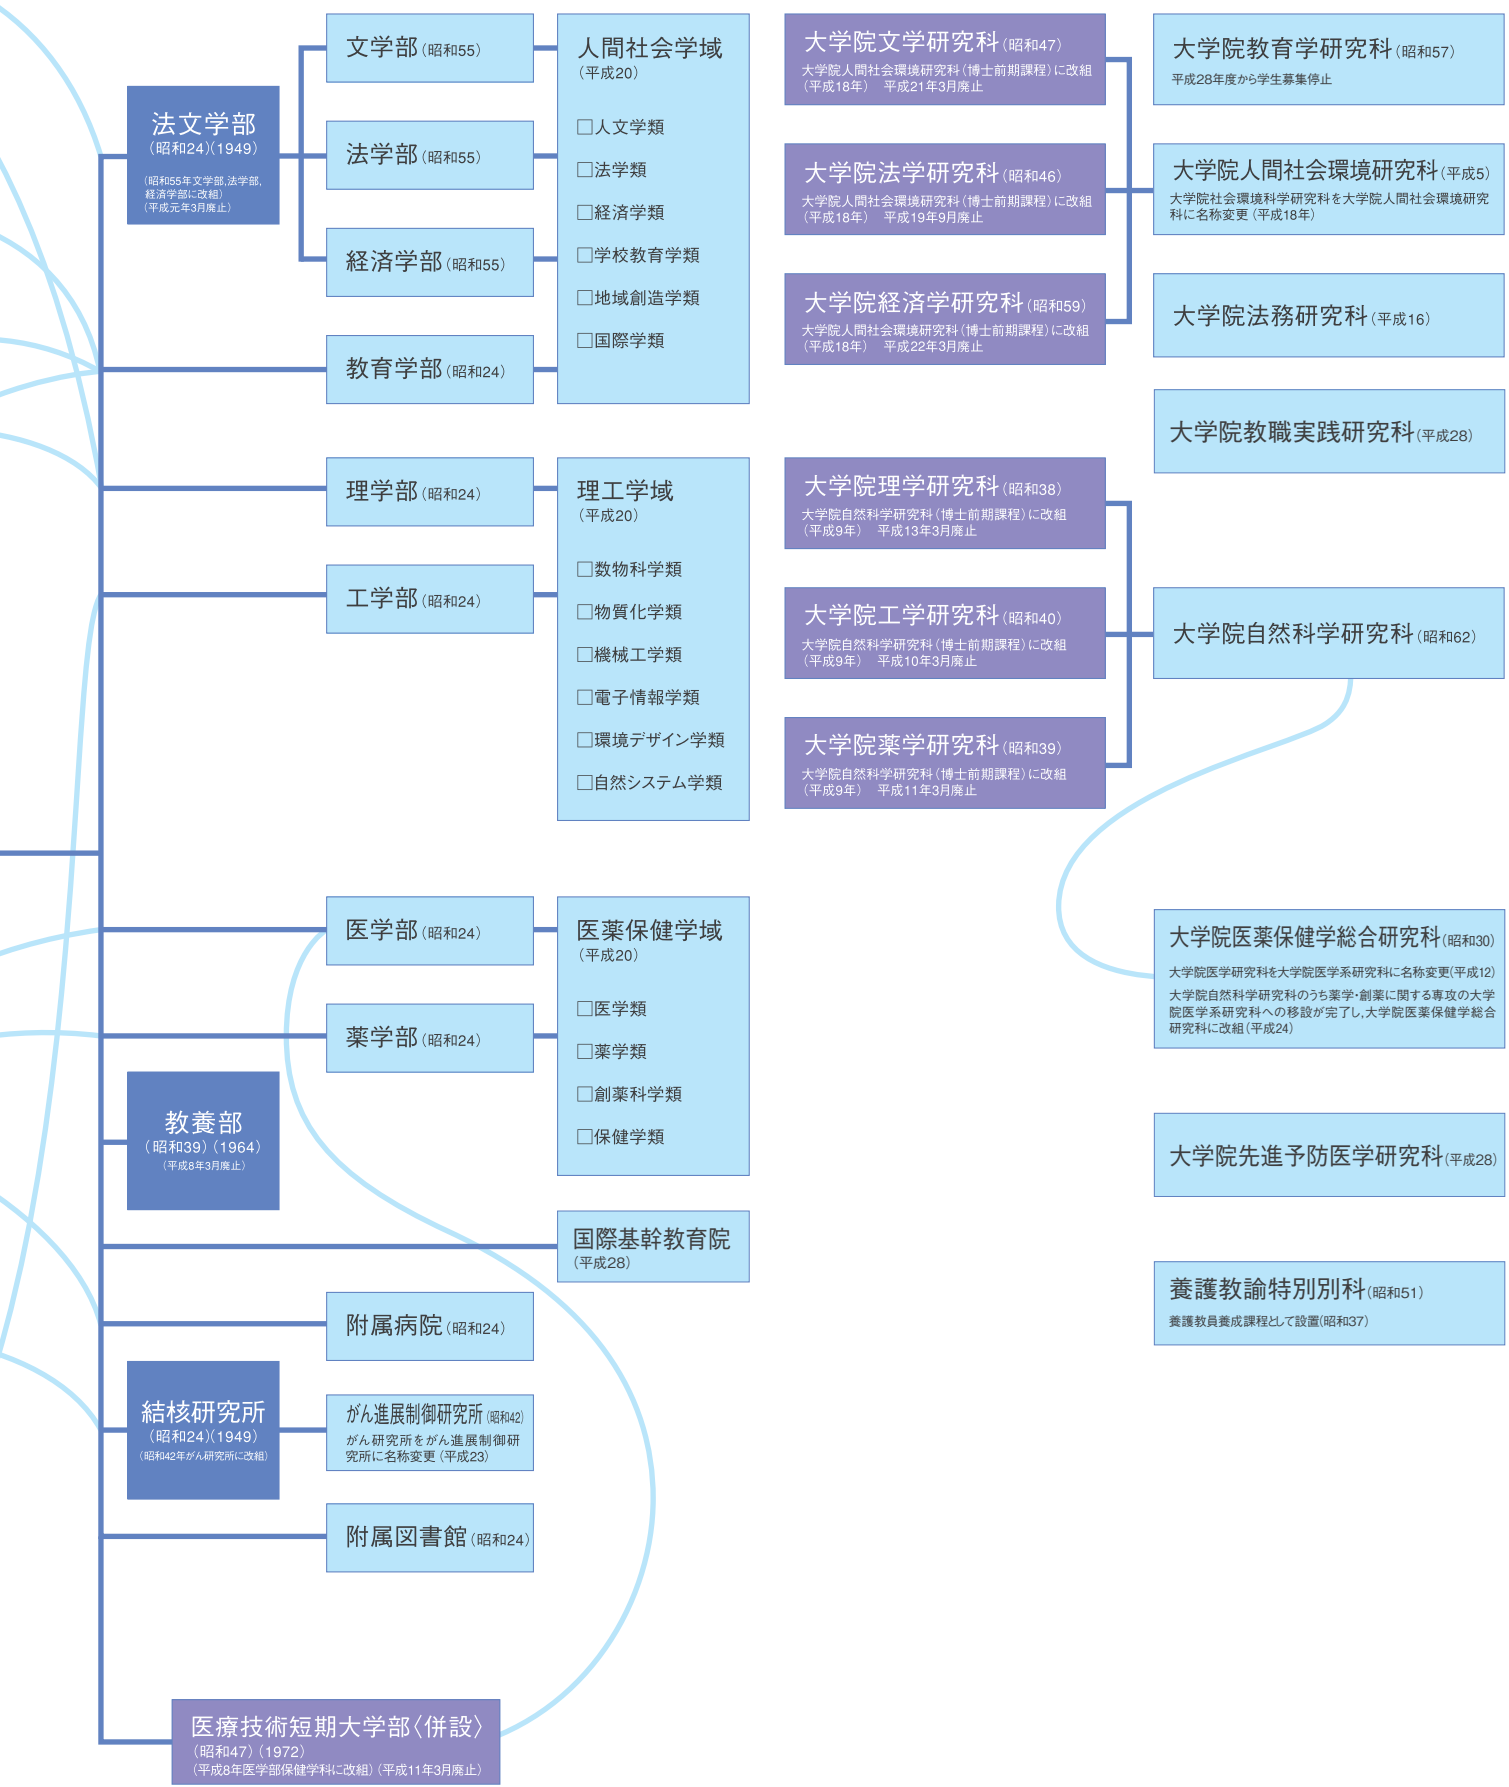 法文学部
（昭和24）（1949）
（昭和55年文学部,法学部,
経済学部に改組）
（平成元年3月廃止）
文学部（昭和55）
法学部（昭和55）
経済学部（昭和55）
教育学部（昭和24）
人間社会学域
（平成20）
□人文学類
□法学類
□経済学類
□学校教育学類
□地域創造学類
□国際学類
理学部（昭和24）
工学部（昭和24）
理工学域
（平成20）
□数物科学類
□物質化学類
□機械工学類
□電子情報学類
□環境デザイン学類
□自然システム学類
医学部（昭和24）
薬学部（昭和24）
医薬保健学域
（平成20）
□医学類
□薬学類
□創薬科学類
□保健学類
教養部
（昭和39）（1964）
（平成8年3月廃止）
国際基幹教育院
（平成28）
附属病院（昭和24）
結核研究所
（昭和24）（1949）
（昭和42年がん研究所に改組）
がん進展制御研究所（昭和42）
がん研究所をがん進展制御研
究所に名称変更（平成23）
附属図書館（昭和24）
医療技術短期大学部〈併設〉
（昭和47）（1972）
（平成8年医学部保健学科に改組）（平成11年3月廃止）
大学院文学研究科（昭和47）
大学院人間社会環境研究科（博士前期課程）に改組
（平成18年）　平成21年3月廃止
大学院法学研究科（昭和46）
大学院人間社会環境研究科（博士前期課程）に改組
（平成18年）　平成19年9月廃止
大学院経済学研究科（昭和59）
大学院人間社会環境研究科（博士前期課程）に改組
（平成18年）　平成22年3月廃止
大学院理学研究科（昭和38）
大学院自然科学研究科（博士前期課程）に改組
（平成9年）　平成13年3月廃止
大学院工学研究科（昭和40）
大学院自然科学研究科（博士前期課程）に改組
（平成9年）　平成10年3月廃止
大学院薬学研究科（昭和39）
大学院自然科学研究科（博士前期課程）に改組
（平成9年）　平成11年3月廃止
大学院教育学研究科（昭和57）
平成28年度から学生募集停止
大学院人間社会環境研究科（平成5）
大学院社会環境科学研究科を大学院人間社会環境研究
科に名称変更（平成18年）
大学院法務研究科（平成16）
大学院教職実践研究科（平成28）
大学院自然科学研究科（昭和62）
大学院医薬保健学総合研究科（昭和30）
大学院医学研究科を大学院医学系研究科に名称変更（平成12）
大学院自然科学研究科のうち薬学・創薬に関する専攻の大学
院医学系研究科への移設が完了し,大学院医薬保健学総合
研究科に改組（平成24）
大学院先進予防医学研究科（平成28）
養護教諭特別別科（昭和51）
養護教員養成課程として設置（昭和37）